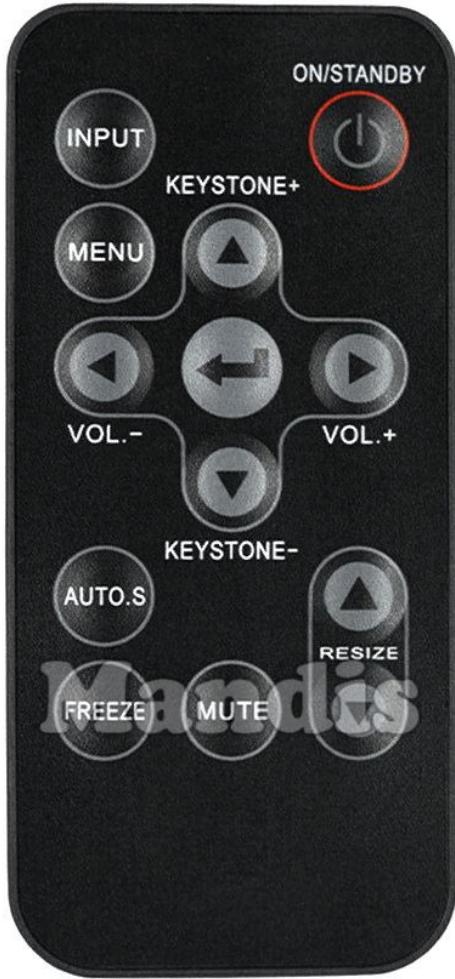 ON/STANDBY
INPUT
KEYSTONE+
MENU
VOL.-
VOL.+
KEYSTONE-
AUTO.S
RESIZE
FREEZE
MUTE
Mandis